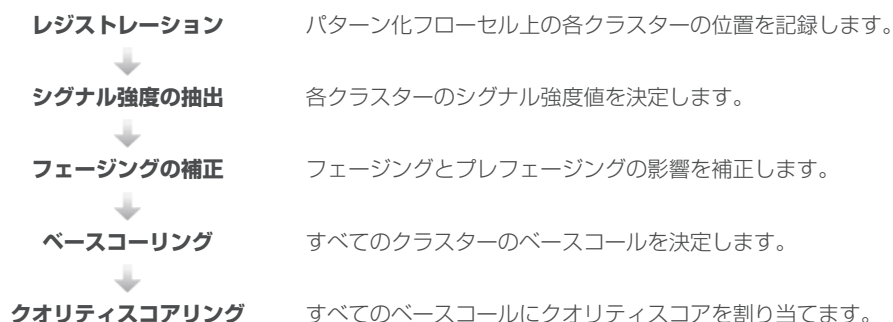 レジストレーション　パターン化フローセル上の各クラスターの位置を記録します。
シグナル強度の抽出　各クラスターのシグナル強度値を決定します。
フェージングの補正　フェージングとプレフェージングの影響を補正します。
ベースコーリング　すべてのクラスターのベースコールを決定します。
クオリティスコアリング　すべてのベースコールにクオリティスコアを割り当てます。